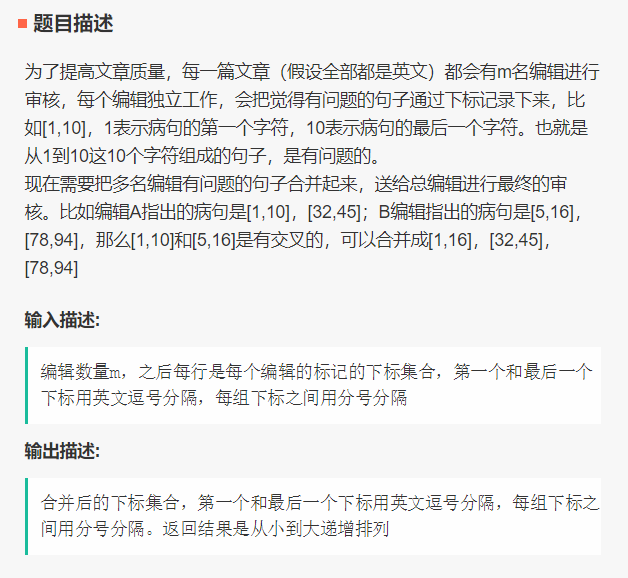 题目描述
为了提高文章质量，每一篇文章（假设全部都是英文）都会有m名编辑进行
审核，每个编辑独立工作，会把觉得有问题的句子通过下标记录下来，比
如[1,10]，1表示病句的第一个字符，10表示病句的最后一个字符。也就是
从1到10这10个字符组成的句子，是有问题的。
现在需要把多名编辑有问题的句子合并起来，送给总编辑进行最终的审
核。比如编辑A指出的病句是[1,10]，[32,45]；B编辑指出的病句是[5,16]，
[78,94]，那么[1,10]和[5,16]是有交叉的，可以合并成[1,16]，[32,45]，
[78,94]
输入描述:
编辑数量m，之后每行是每个编辑的标记的下标集合，第一个和最后一个
下标用英文逗号分隔，每组下标之间用分号分隔
输出描述:
合并后的下标集合，第一个和最后一个下标用英文逗号分隔，每组下标之
间用分号分隔。返回结果是从小到大递增排列